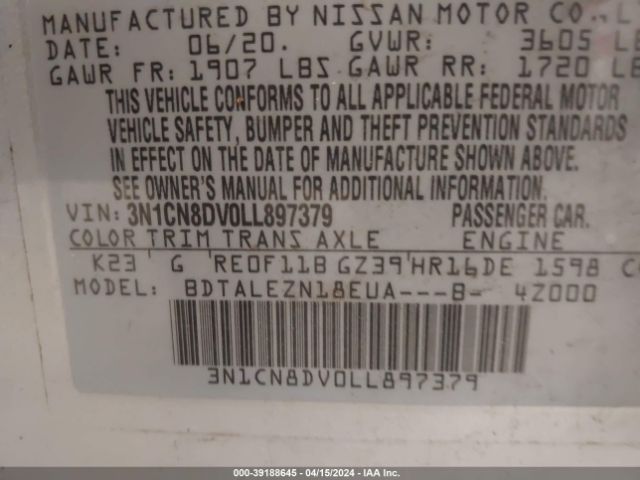 MANUFACTURED BY NISSAN MOTOR CO., L
DATE: 06/20. GVWR: 3605 LB
GAWR FR: 1907 LBS GAWR RR: 1720 LB
THIS VEHICLE CONFORMS TO ALL APPLICABLE FEDERAL MOTOR
VEHICLE SAFETY, BUMPER AND THEFT PREVENTION STANDARDS
IN EFFECT ON THE DATE OF MANUFACTURE SHOWN ABOVE.
SEE OWNER'S MANUAL FOR ADDITIONAL INFORMATION.
VIN: 3N1CN8DV0LL897379 PASSENGER CAR.
COLOR TRIM TRANS AXLE ENGINE
K23 G RE0F11B GZ39 HR16DE 1598 C
MODEL: BDTALEZN18EUA---B- 4Z000
3N1CN8DV0LL897379
000-39188645 - 04/15/2024 - IAA Inc.